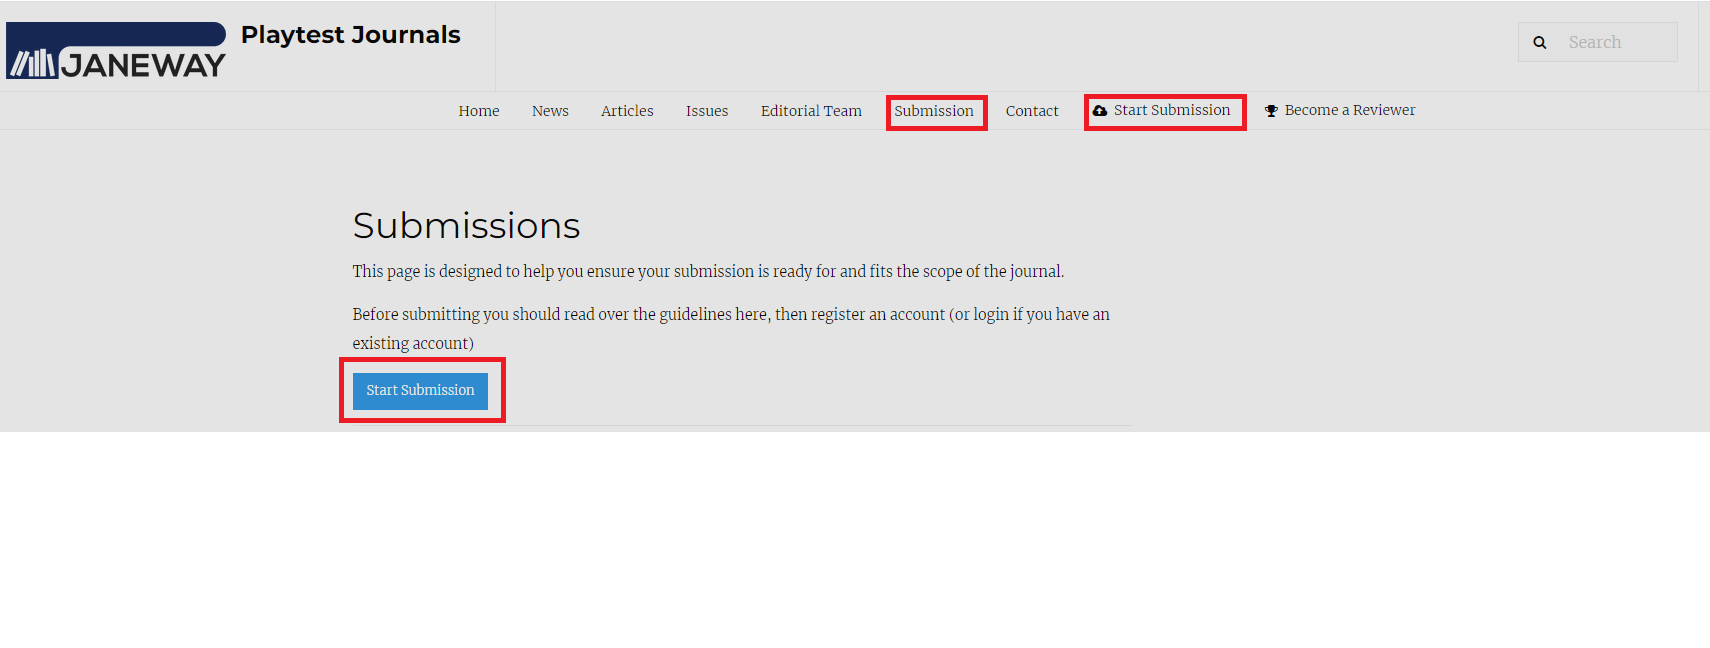 JANEWAY
Playtest Journals
Search
Home News Articles Issues Editorial Team Submission Contact Start Submission Become a Reviewer
Submissions
This page is designed to help you ensure your submission is ready for and fits the scope of the journal.
Before submitting you should read over the guidelines here, then register an account (or login if you have an
existing account)
Start Submission